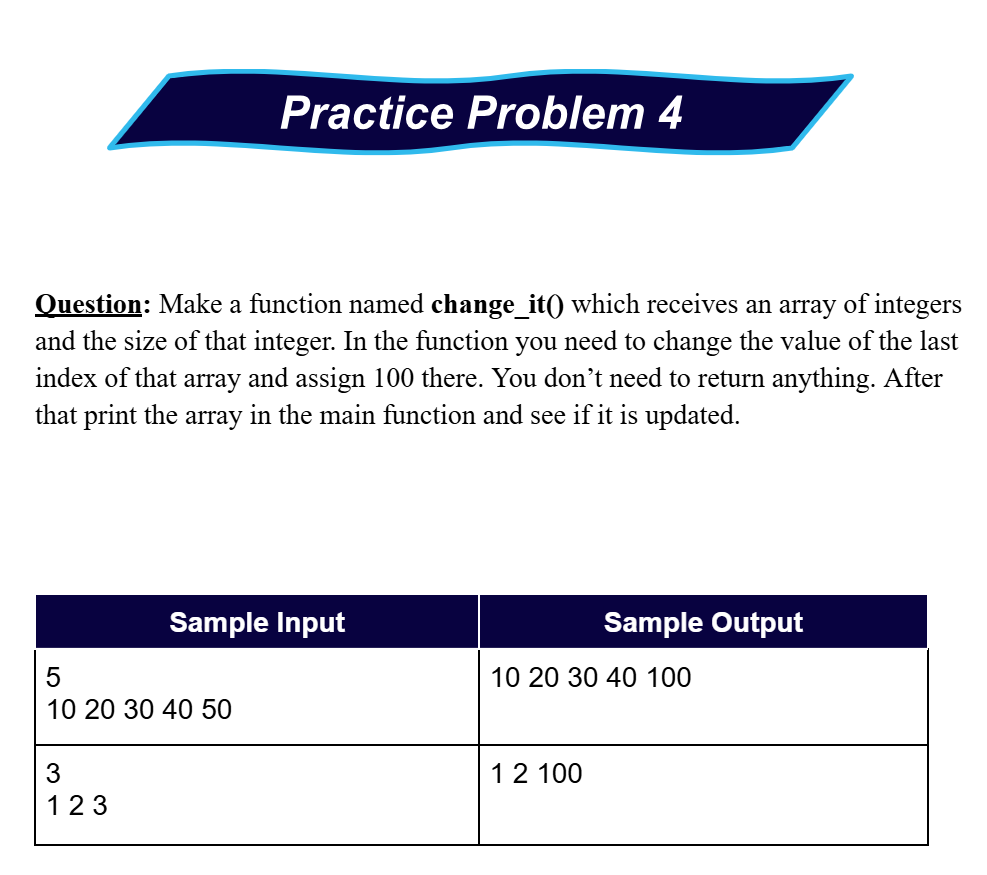 Practice Problem 4
Question: Make a function named change_it() which receives an array of integers
and the size of that integer. In the function you need to change the value of the last
index of that array and assign 100 there. You don’t need to return anything. After
that print the array in the main function and see if it is updated.
Sample Input
Sample Output
5
10 20 30 40 50
10 20 30 40 100
3
1 2 3
1 2 100